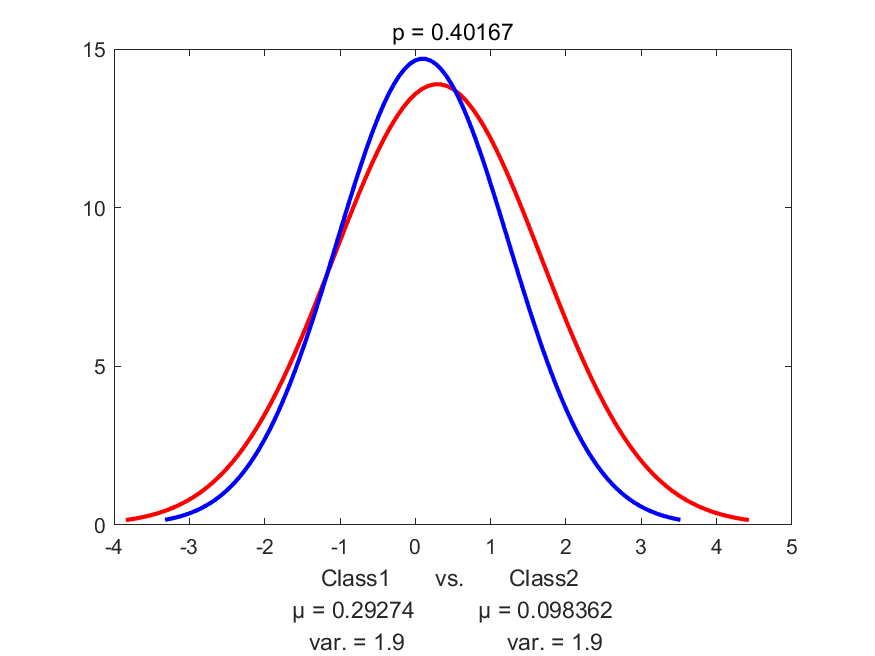 p = 0.40167
15
10
5
0
-4 -3 -2 -1 0 1 2 3 4 5
Class1 vs. Class2
μ = 0.29274 μ = 0.098362
var. = 1.9 var. = 1.9